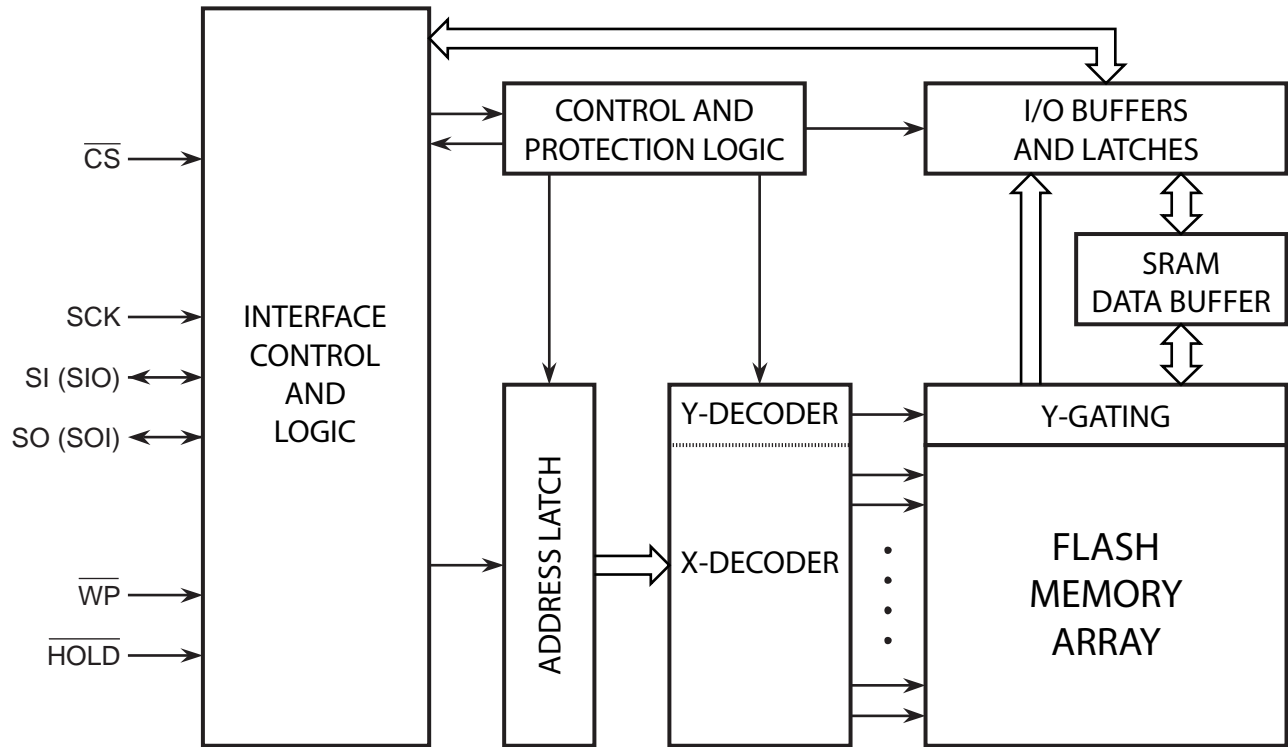 CS
SCK
SI (SIO)
SO (SOI)
WP
HOLD
INTERFACE
CONTROL
AND
LOGIC
CONTROL AND
PROTECTION LOGIC
I/O BUFFERS
AND LATCHES
SRAM
DATA BUFFER
ADDRESS LATCH
Y-DECODER
X-DECODER
Y-GATING
FLASH
MEMORY
ARRAY